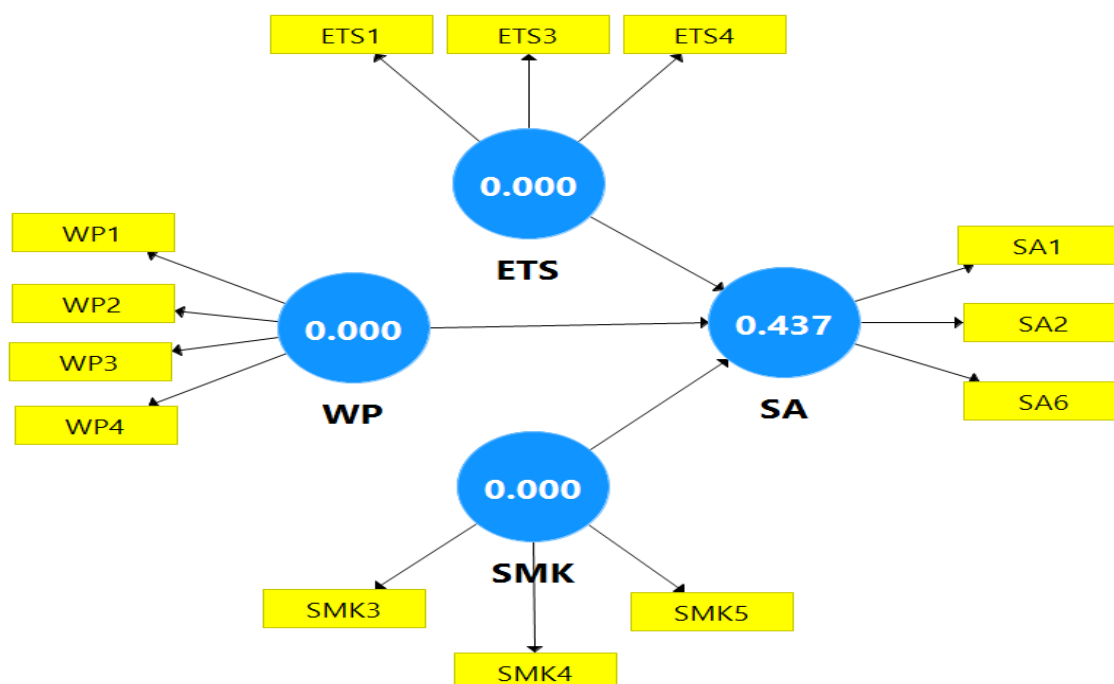 ETS1
ETS3
ETS4
0.000
ETS
WP1
WP2
WP3
WP4
0.000
WP
0.437
SA
SA1
SA2
SA6
0.000
SMK
SMK3
SMK4
SMK5